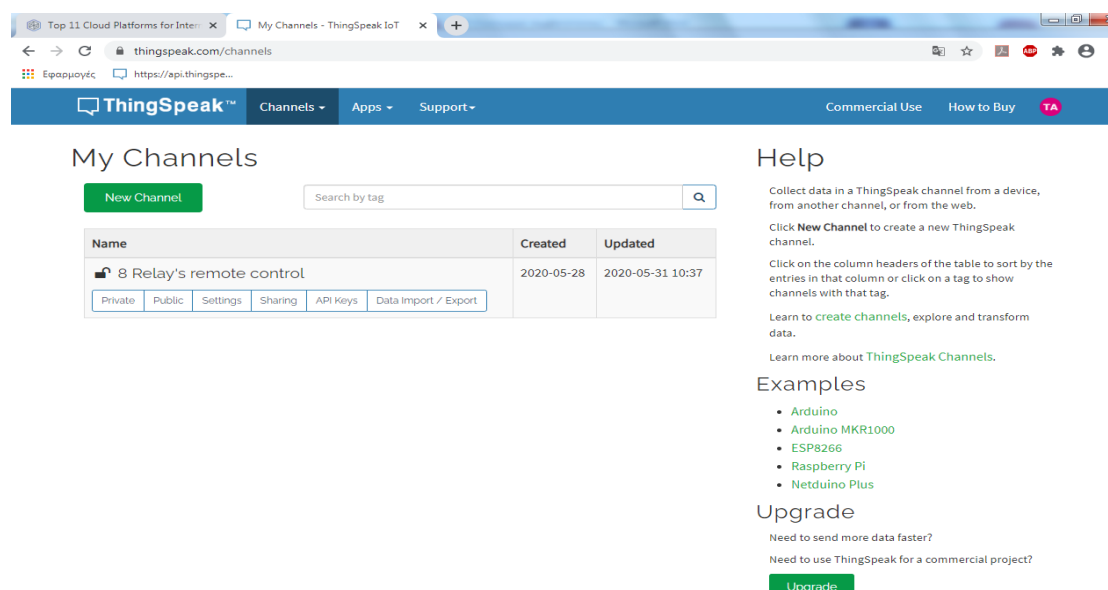 Top 11 Cloud Platforms for Inter
My Channels - ThingSpeak IoT
thingspeak.com/channels
ABP
Εφαρμογές
https://api.thingspe...
ThingSpeak™
Channels
Apps
Support
Commercial Use
How to Buy
TA
My Channels
New Channel
Search by tag
Name Created Updated
8 Relay's remote control 2020-05-28 2020-05-31 10:37
Private Public Settings Sharing API Keys Data Import / Export
Help
Collect data in a ThingSpeak channel from a device,
from another channel, or from the web.
Click New Channel to create a new ThingSpeak
channel.
Click on the column headers of the table to sort by the
entries in that column or click on a tag to show
channels with that tag.
Learn to create channels, explore and transform
data.
Learn more about ThingSpeak Channels.
Examples
Arduino
Arduino MKR1000
ESP8266
Raspberry Pi
Netduino Plus
Upgrade
Need to send more data faster?
Need to use ThingSpeak for a commercial project?
Upgrade